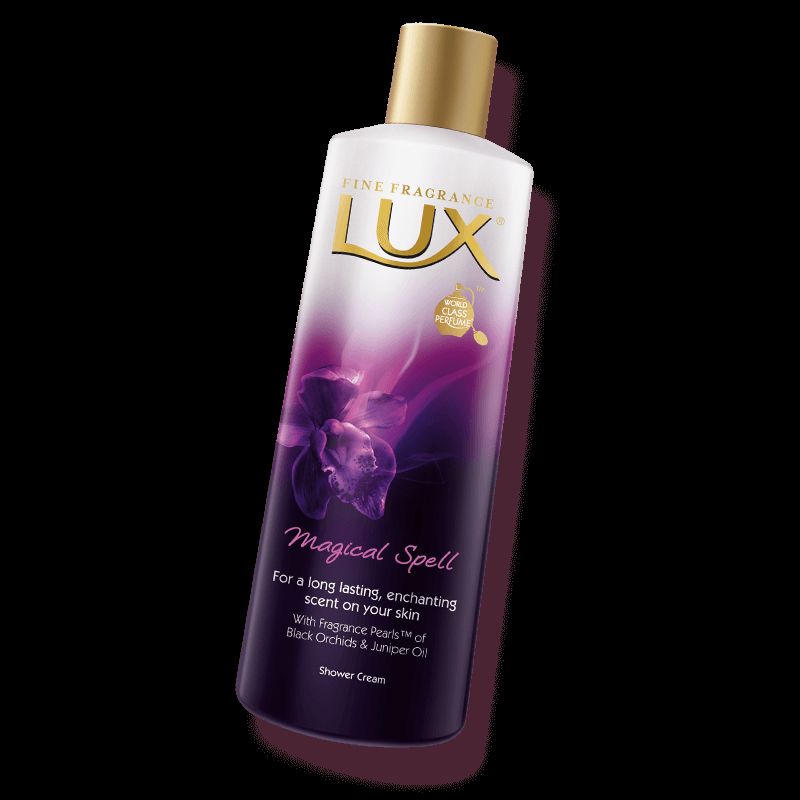 FINE FRAGRANCE
LUX®
™
WORLD
CLASS
PERFUME
Magical Spell
For a long lasting, enchanting
scent on your skin
With Fragrance Pearls™ of
Black Orchids & Juniper Oil
Shower Cream